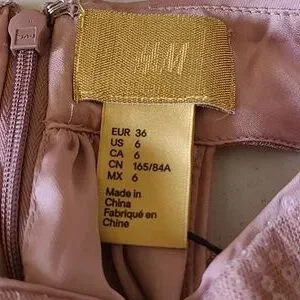 H&M
EUR 36
US 6
CA 6
CN 165/84A
MX 6
Made in
China
Fabriqué en
Chine